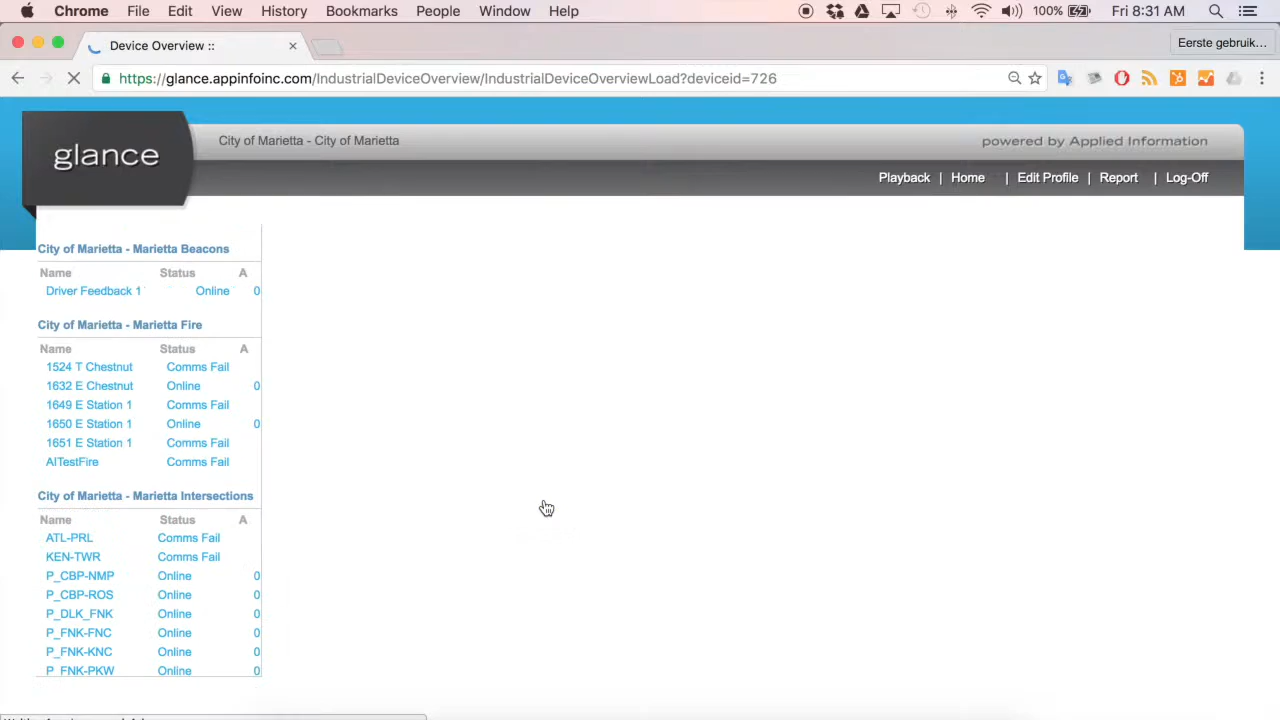 Chrome File Edit View History Bookmarks People Window Help 100% Fri 8:31 AM
Device Overview :: Eerste gebruik...
https://glance.appinfoinc.com/IndustrialDeviceOverview/IndustrialDeviceOverviewLoad?deviceid=726
glance
City of Marietta - City of Marietta powered by Applied Information
Playback | Home | Edit Profile | Report | Log-Off
City of Marietta - Marietta Beacons
Name Status A
Driver Feedback 1 Online 0
City of Marietta - Marietta Fire
Name Status A
1524 T Chestnut Comms Fail
1632 E Chestnut Online 0
1649 E Station 1 Comms Fail
1650 E Station 1 Online 0
1651 E Station 1 Comms Fail
AITestFire Comms Fail
City of Marietta - Marietta Intersections
Name Status A
ATL-PRL Comms Fail
KEN-TWR Comms Fail
P_CBP-NMP Online 0
P_CBP-ROS Online 0
P_DLK_FNK Online 0
P_FNK-FNC Online 0
P_FNK-KNC Online 0
P_FNK-PKW Online 0